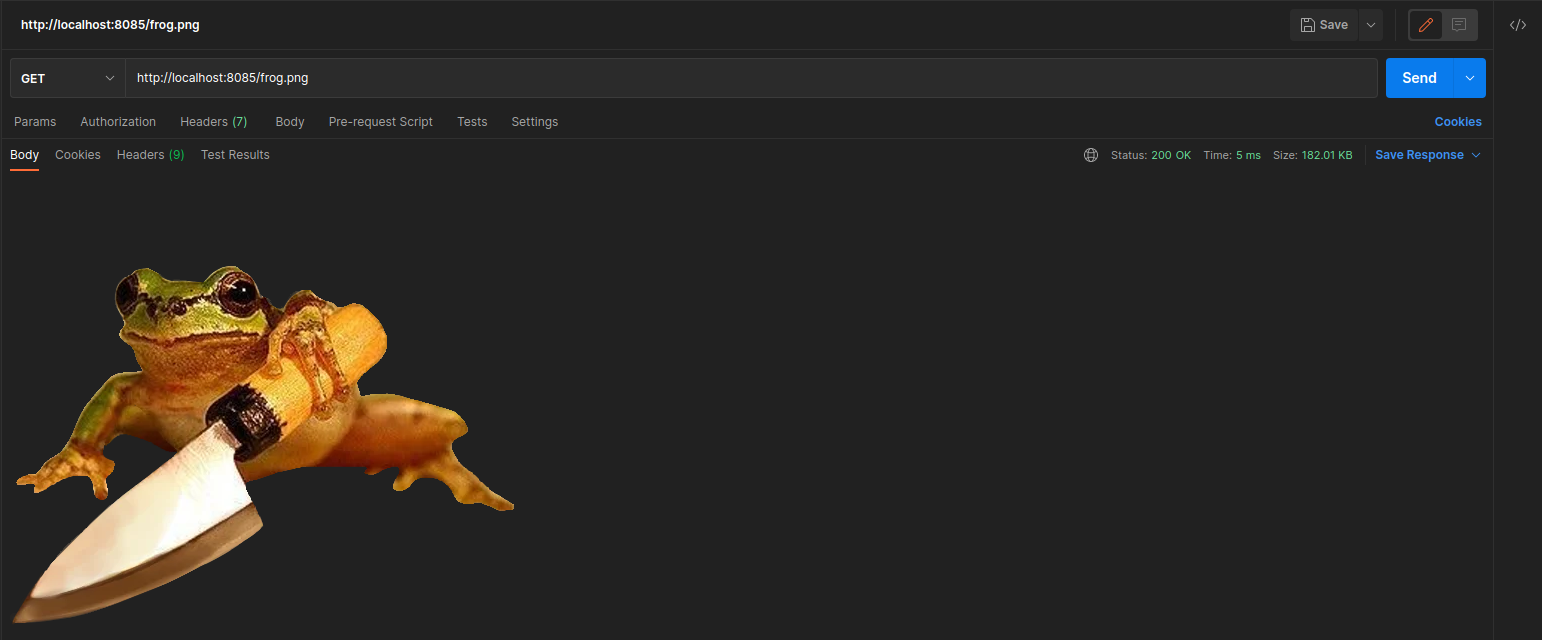 http://localhost:8085/frog.png
Save
GET
http://localhost:8085/frog.png
Send
Params Authorization Headers (7) Body Pre-request Script Tests Settings Cookies
Body Cookies Headers (9) Test Results Status: 200 OK Time: 5 ms Size: 182.01 KB Save Response